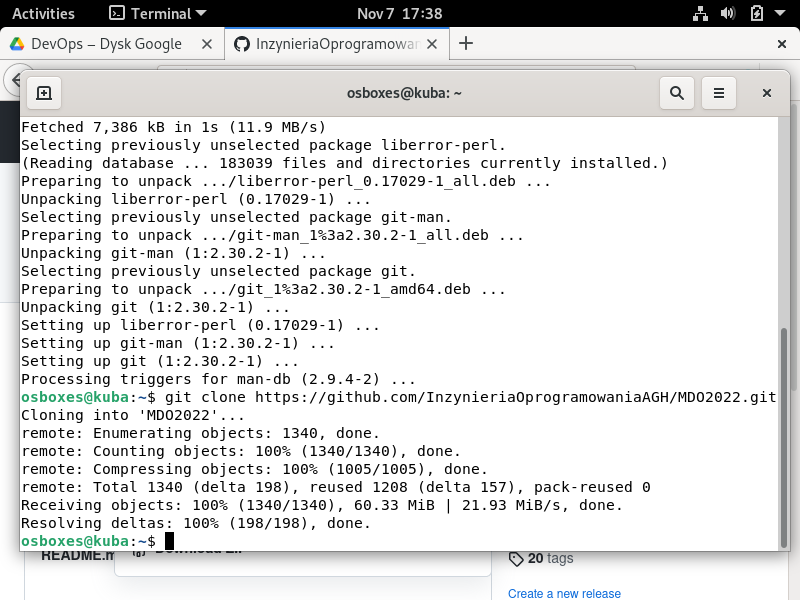 Activities Terminal Nov 7 17:38
DevOps – Dysk Google InzynieriaOprogramowan
osboxes@kuba: ~
Fetched 7,386 kB in 1s (11.9 MB/s)
Selecting previously unselected package liberror-perl.
(Reading database ... 183039 files and directories currently installed.)
Preparing to unpack .../liberror-perl_0.17029-1_all.deb ...
Unpacking liberror-perl (0.17029-1) ...
Selecting previously unselected package git-man.
Preparing to unpack .../git-man_1%3a2.30.2-1_all.deb ...
Unpacking git-man (1:2.30.2-1) ...
Selecting previously unselected package git.
Preparing to unpack .../git_1%3a2.30.2-1_amd64.deb ...
Unpacking git (1:2.30.2-1) ...
Setting up liberror-perl (0.17029-1) ...
Setting up git-man (1:2.30.2-1) ...
Setting up git (1:2.30.2-1) ...
Processing triggers for man-db (2.9.4-2) ...
osboxes@kuba:~$ git clone https://github.com/InzynieriaOprogramowaniaAGH/MDO2022.git
Cloning into 'MDO2022'...
remote: Enumerating objects: 1340, done.
remote: Counting objects: 100% (1340/1340), done.
remote: Compressing objects: 100% (1005/1005), done.
remote: Total 1340 (delta 198), reused 1208 (delta 157), pack-reused 0
Receiving objects: 100% (1340/1340), 60.33 MiB | 21.93 MiB/s, done.
Resolving deltas: 100% (198/198), done.
osboxes@kuba:~$
README.m
20 tags
Create a new release